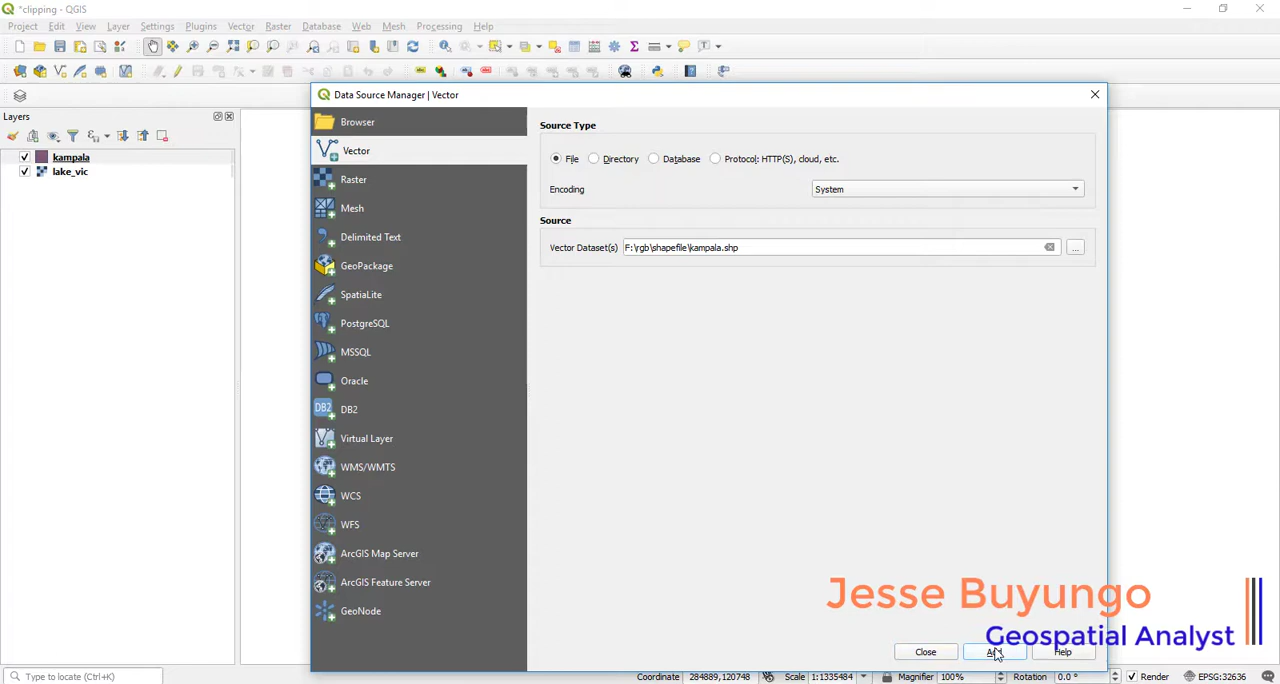 *clipping - QGIS
Project Edit View Layer Settings Plugins Vector Raster Database Web Mesh Processing Help
Layers
kampala
lake_vic
Data Source Manager | Vector
Browser
Vector
Raster
Mesh
Delimited Text
GeoPackage
SpatiaLite
PostgreSQL
MSSQL
Oracle
DB2
DB2
Virtual Layer
WMS/WMTS
WCS
WFS
ArcGIS Map Server
ArcGIS Feature Server
GeoNode
Source Type
File Directory Database Protocol: HTTP(S), cloud, etc.
Encoding System
Source
Vector Dataset(s) F:\rgb\shapefile\kampala.shp ...
Jesse Buyungo
Geospatial Analyst
Close Help
Type to locate (Ctrl+K) Coordinate 284889,120748 Scale 1:1335484 Magnifier 100% Rotation 0.0 ° Render EPSG:32636